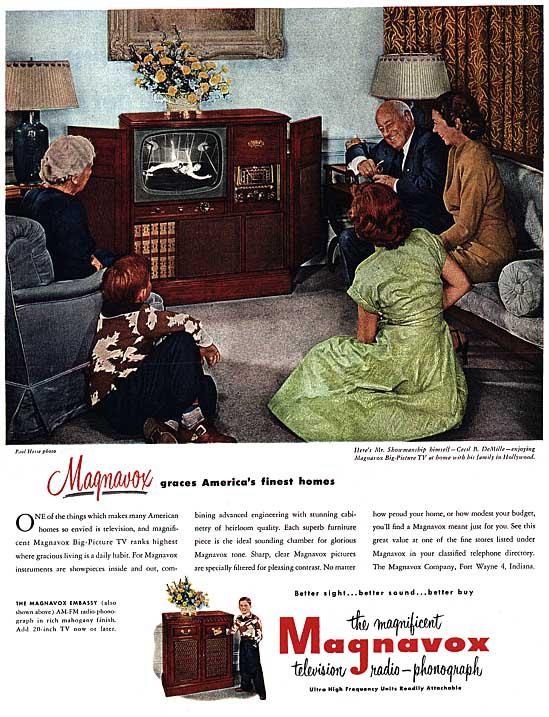 Paul Hesse photo
Here's Mr. Showmanship himself—Cecil B. DeMille—enjoying
Magnavox Big-Picture TV at home with his family in Hollywood.
Magnavox graces America's finest homes
ONE of the things which makes many American
homes so envied is television, and magnifi-
cent Magnavox Big-Picture TV ranks highest
where gracious living is a daily habit. For Magnavox
instruments are showpieces inside and out, com-
bining advanced engineering with stunning cabi-
netry of heirloom quality. Each superb furniture
piece is the ideal sounding chamber for glorious
Magnavox tone. Sharp, clear Magnavox pictures
are specially filtered for pleasing contrast. No matter
how proud your home, or how modest your budget,
you'll find a Magnavox meant just for you. See this
great value at one of the fine stores listed under
Magnavox in your classified telephone directory.
The Magnavox Company, Fort Wayne 4, Indiana.
THE MAGNAVOX EMBASSY (also
shown above) AM-FM radio-phono-
graph in rich mahogany finish.
Add 20-inch TV now or later.
Better sight...better sound...better buy
the magnificent
Magnavox
television radio-phonograph
Ultra High Frequency Units Readily Attachable